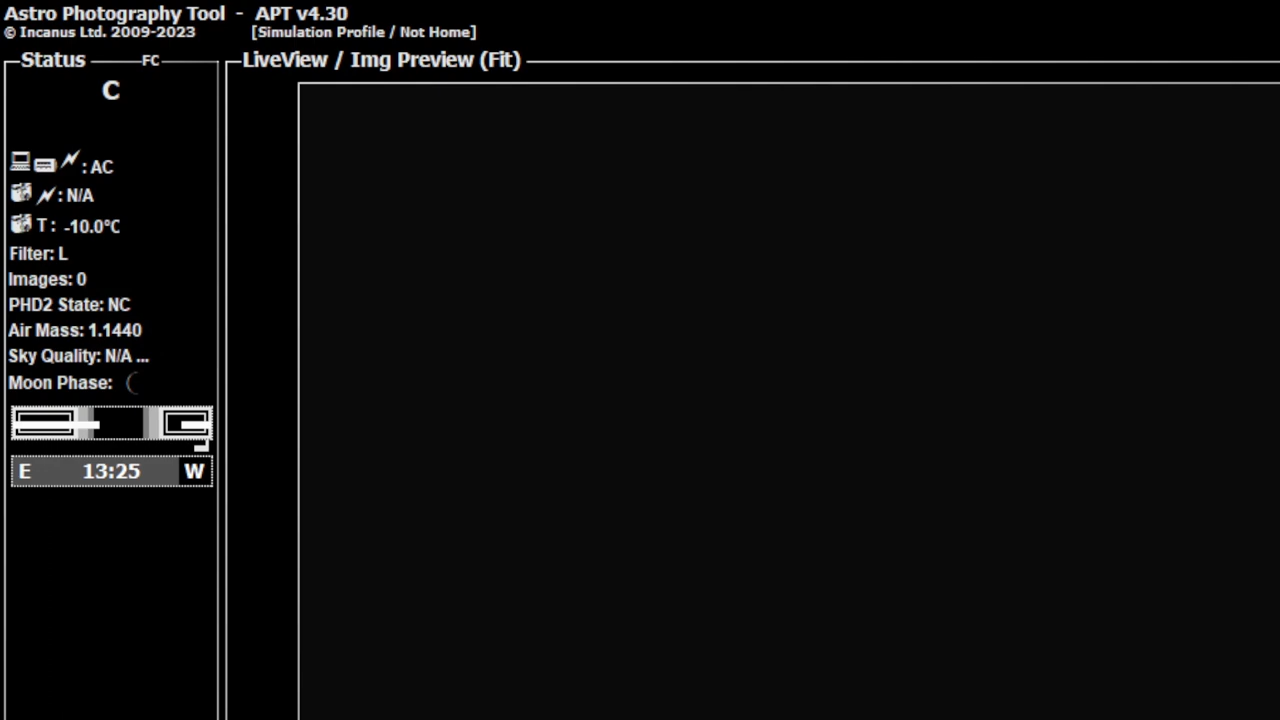 Astro Photography Tool - APT v4.30
© Incanus Ltd. 2009-2023 [Simulation Profile / Not Home]
Status FC
LiveView / Img Preview (Fit)
C
: AC
: N/A
T: -10.0°C
Filter: L
Images: 0
PHD2 State: NC
Air Mass: 1.1440
Sky Quality: N/A ...
Moon Phase:
E 13:25 W